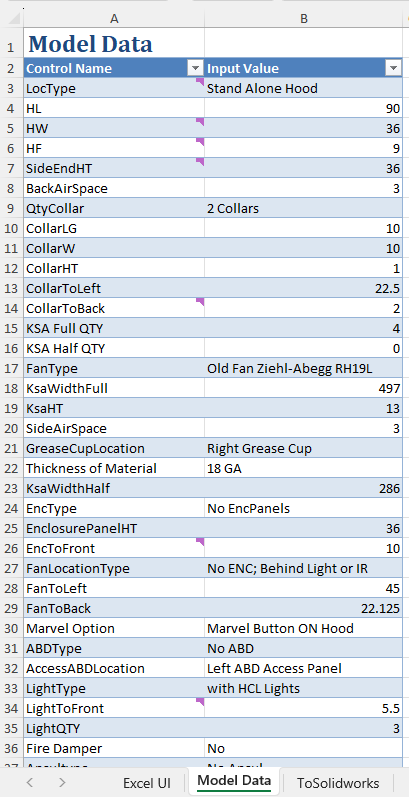 A B
1 Model Data
2 Control Name Input Value
3 LocType Stand Alone Hood
4 HL 90
5 HW 36
6 HF 9
7 SideEndHT 36
8 BackAirSpace 3
9 QtyCollar 2 Collars
10 CollarLG 10
11 CollarW 10
12 CollarHT 1
13 CollarToLeft 22.5
14 CollarToBack 2
15 KSA Full QTY 4
16 KSA Half QTY 0
17 FanType Old Fan Ziehl-Abegg RH19L
18 KsaWidthFull 497
19 KsaHT 13
20 SideAirSpace 3
21 GreaseCupLocation Right Grease Cup
22 Thickness of Material 18 GA
23 KsaWidthHalf 286
24 EncType No EncPanels
25 EnclosurePanelHT 36
26 EncToFront 10
27 FanLocationType No ENC; Behind Light or IR
28 FanToLeft 45
29 FanToBack 22.125
30 Marvel Option Marvel Button ON Hood
31 ABDType No ABD
32 AccessABDLocation Left ABD Access Panel
33 LightType with HCL Lights
34 LightToFront 5.5
35 LightQTY 3
36 Fire Damper No
Excel UI Model Data ToSolidworks